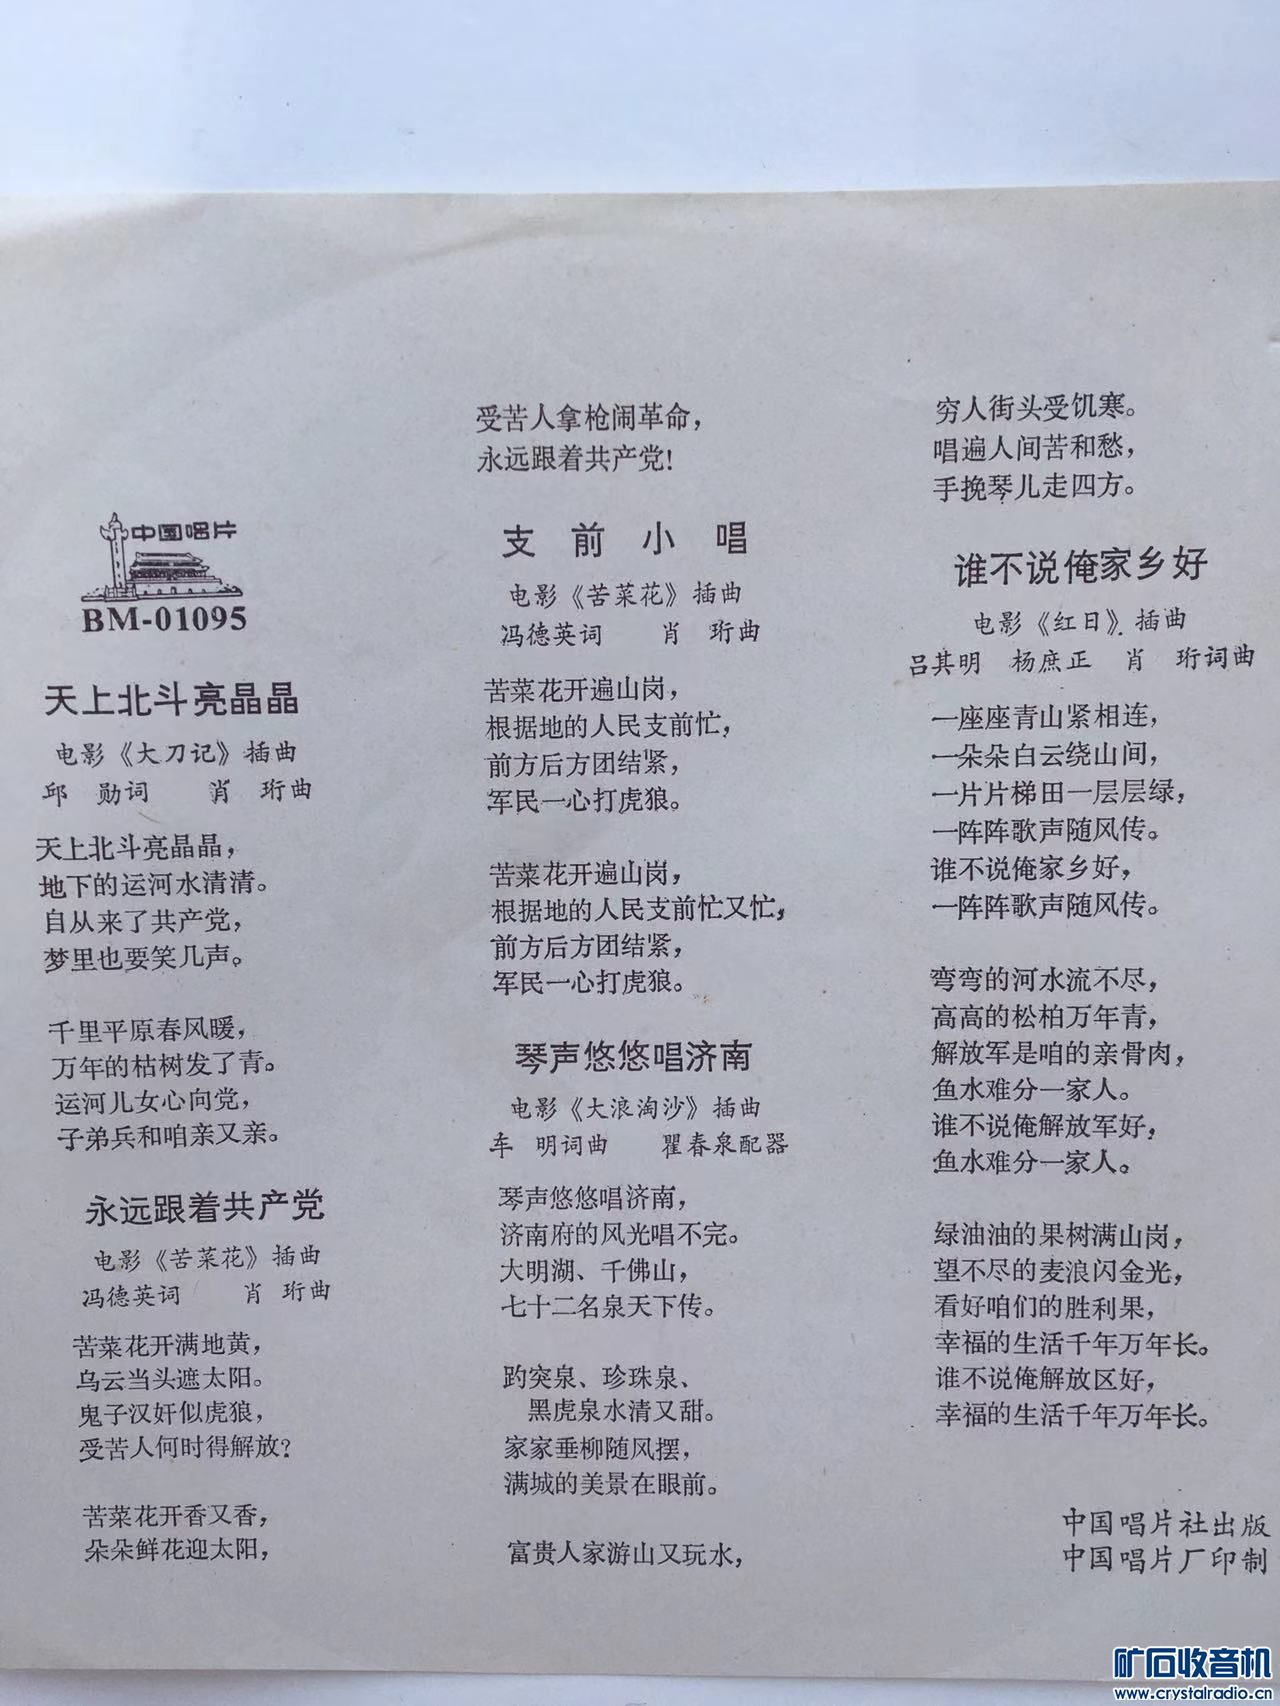 中国唱片
BM-01095
天上北斗亮晶晶
电影《大刀记》插曲
邱 勋词 肖 珩曲
天上北斗亮晶晶，
地下的运河水清清。
自从来了共产党，
梦里也要笑几声。
千里平原春风暖，
万年的枯树发了青。
运河儿女心向党，
子弟兵和咱亲又亲。
永远跟着共产党
电影《苦菜花》插曲
冯德英词 肖 珩曲
苦菜花开满地黄，
乌云当头遮太阳。
鬼子汉奸似虎狼，
受苦人何时得解放？
苦菜花开香又香，
朵朵鲜花迎太阳，
受苦人拿枪闹革命，
永远跟着共产党！
支前小唱
电影《苦菜花》插曲
冯德英词 肖 珩曲
苦菜花开遍山岗，
根据地的人民支前忙，
前方后方团结紧，
军民一心打虎狼。
苦菜花开遍山岗，
根据地的人民支前忙又忙，
前方后方团结紧，
军民一心打虎狼。
琴声悠悠唱济南
电影《大浪淘沙》插曲
车 明词曲 瞿春泉配器
琴声悠悠唱济南，
济南府的风光唱不完。
大明湖、千佛山，
七十二名泉天下传。
趵突泉、珍珠泉、
黑虎泉水清又甜。
家家垂柳随风摆，
满城的美景在眼前。
富贵人家游山又玩水，
穷人街头受饥寒。
唱遍人间苦和愁，
手挽琴儿走四方。
谁不说俺家乡好
电影《红日》插曲
吕其明 杨庶正 肖 珩词曲
一座座青山紧相连，
一朵朵白云绕山间，
一片片梯田一层层绿，
一阵阵歌声随风传。
谁不说俺家乡好，
一阵阵歌声随风传。
弯弯的河水流不尽，
高高的松柏万年青，
解放军是咱的亲骨肉，
鱼水难分一家人。
谁不说俺解放军好，
鱼水难分一家人。
绿油油的果树满山岗，
望不尽的麦浪闪金光，
看好咱们的胜利果，
幸福的生活千年万年长。
谁不说俺解放区好，
幸福的生活千年万年长。
中国唱片社出版
中国唱片厂印制
矿石收音机
www.crystalradio.cn